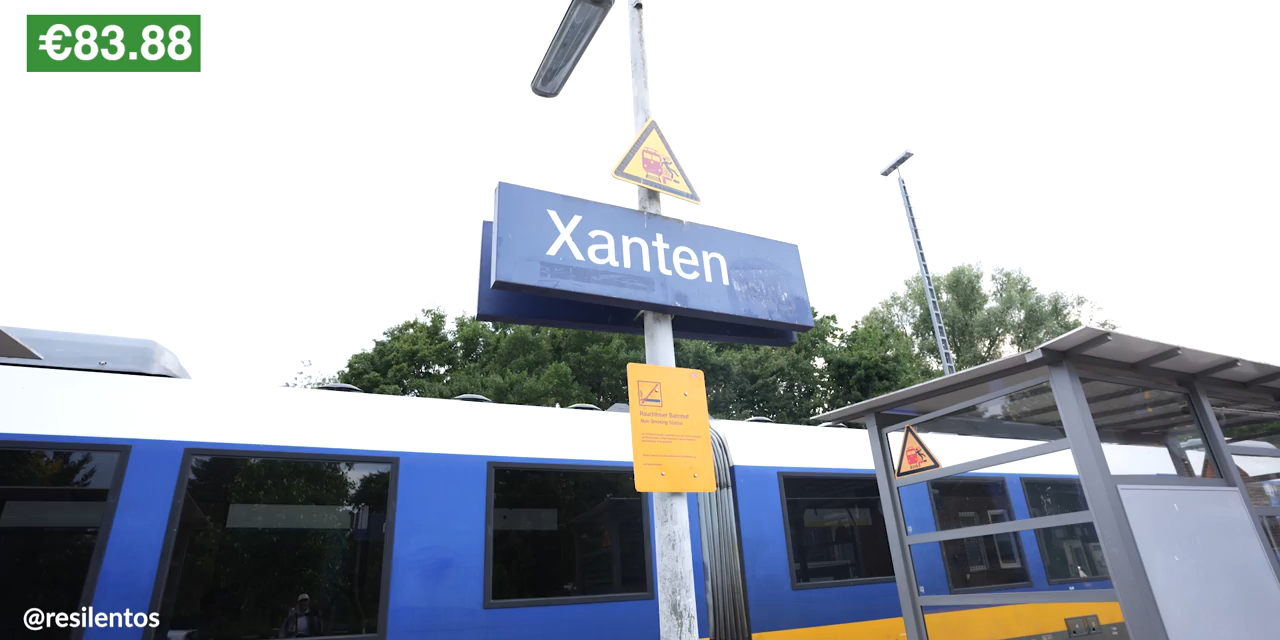 €83.88
Xanten
Rauchfreier Bahnhof
Non-Smoking Station
@resilentos